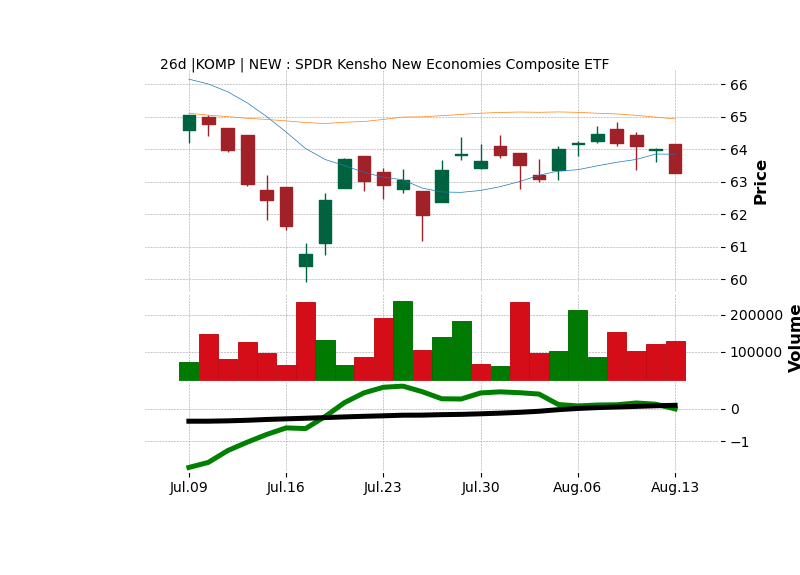 26d |KOMP | NEW : SPDR Kensho New Economies Composite ETF
66
65
64
63
62
61
60
Price
200000
100000
Volume
0
−1
Jul.09 Jul.16 Jul.23 Jul.30 Aug.06 Aug.13